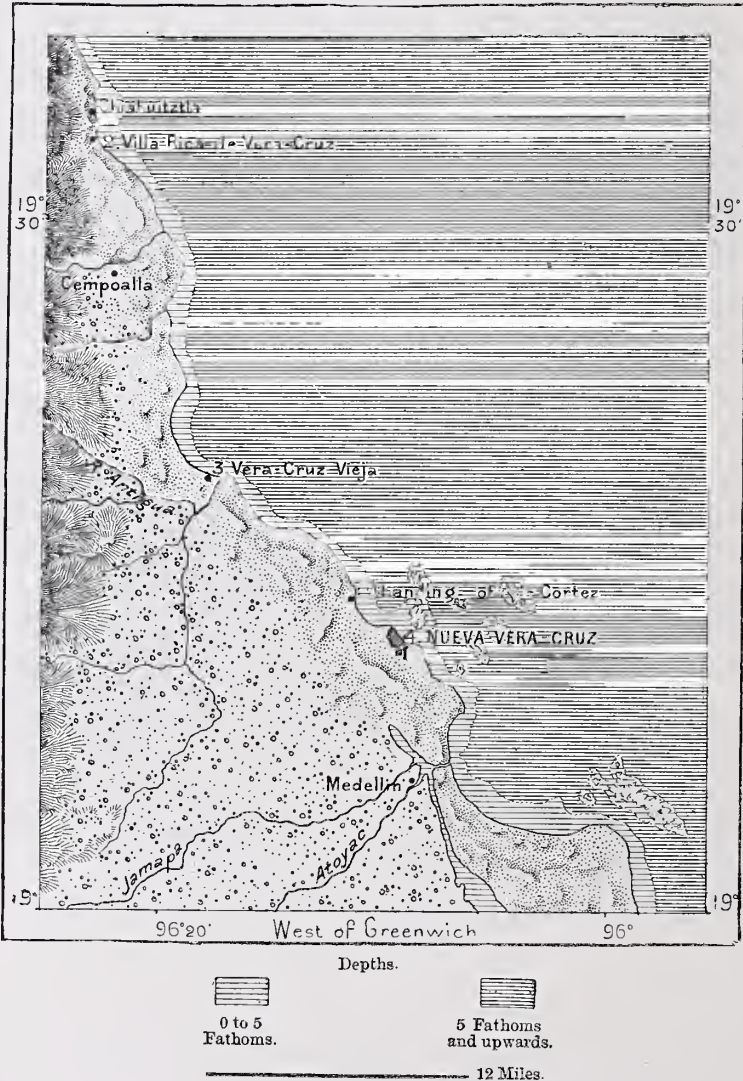 Chiahuitztla
2 Villa=Rica=de Vera=Cruz
19°
30'
19°
30'
Cempoalla
3 Vera=Cruz Vieja
R. Antigua
Landing of Cortez
4 NUEVA=VERA=CRUZ
1
Medellin
Jamapa
Atoyac
19°
19°
96°20'
West of Greenwich
96°
Depths.
0 to 5
Fathoms.
5 Fathoms
and upwards.
12 Miles.